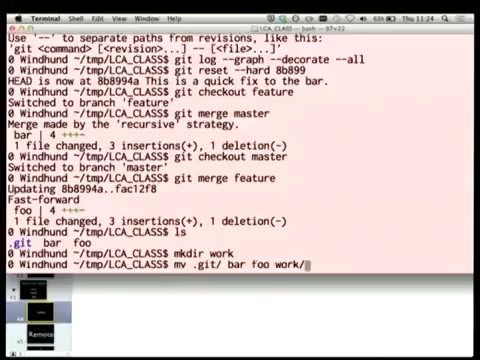 Terminal Shell Edit View Window Help 63% Thu 11:24
LCA_CLASS — bash — 97×22
Use '--' to separate paths from revisions, like this:
'git <command> [<revision>...] -- [<file>...]'
0 Windhund ~/tmp/LCA_CLASS$ git log --graph --decorate --all
0 Windhund ~/tmp/LCA_CLASS$ git reset --hard 8b899
HEAD is now at 8b8994a This is a quick fix to the bar.
0 Windhund ~/tmp/LCA_CLASS$ git checkout feature
Switched to branch 'feature'
0 Windhund ~/tmp/LCA_CLASS$ git merge master
Merge made by the 'recursive' strategy.
bar | 4 +++-
1 file changed, 3 insertions(+), 1 deletion(-)
0 Windhund ~/tmp/LCA_CLASS$ git checkout master
Switched to branch 'master'
0 Windhund ~/tmp/LCA_CLASS$ git merge feature
Updating 8b8994a..fac12f8
Fast-forward
foo | 4 +++-
1 file changed, 3 insertions(+), 1 deletion(-)
0 Windhund ~/tmp/LCA_CLASS$ ls
.git bar foo
0 Windhund ~/tmp/LCA_CLASS$ mkdir work
0 Windhund ~/tmp/LCA_CLASS$ mv .git/ bar foo work/
Remote